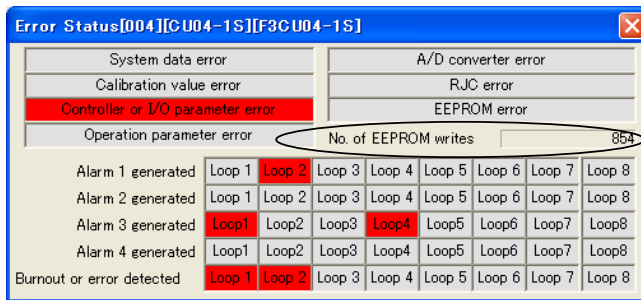 Error Status[004][CU04-1S][F3CU04-1S]
System data error A/D converter error
Calibration value error RJC error
Controller or I/O parameter error EEPROM error
Operation parameter error No. of EEPROM writes 854
Alarm 1 generated Loop 1 Loop 2 Loop 3 Loop 4 Loop 5 Loop 6 Loop 7 Loop 8
Alarm 2 generated Loop 1 Loop 2 Loop 3 Loop 4 Loop 5 Loop 6 Loop 7 Loop 8
Alarm 3 generated Loop1 Loop2 Loop3 Loop4 Loop5 Loop6 Loop7 Loop8
Alarm 4 generated Loop1 Loop2 Loop3 Loop4 Loop5 Loop6 Loop7 Loop8
Burnout or error detected Loop 1 Loop 2 Loop 3 Loop 4 Loop 5 Loop 6 Loop 7 Loop 8